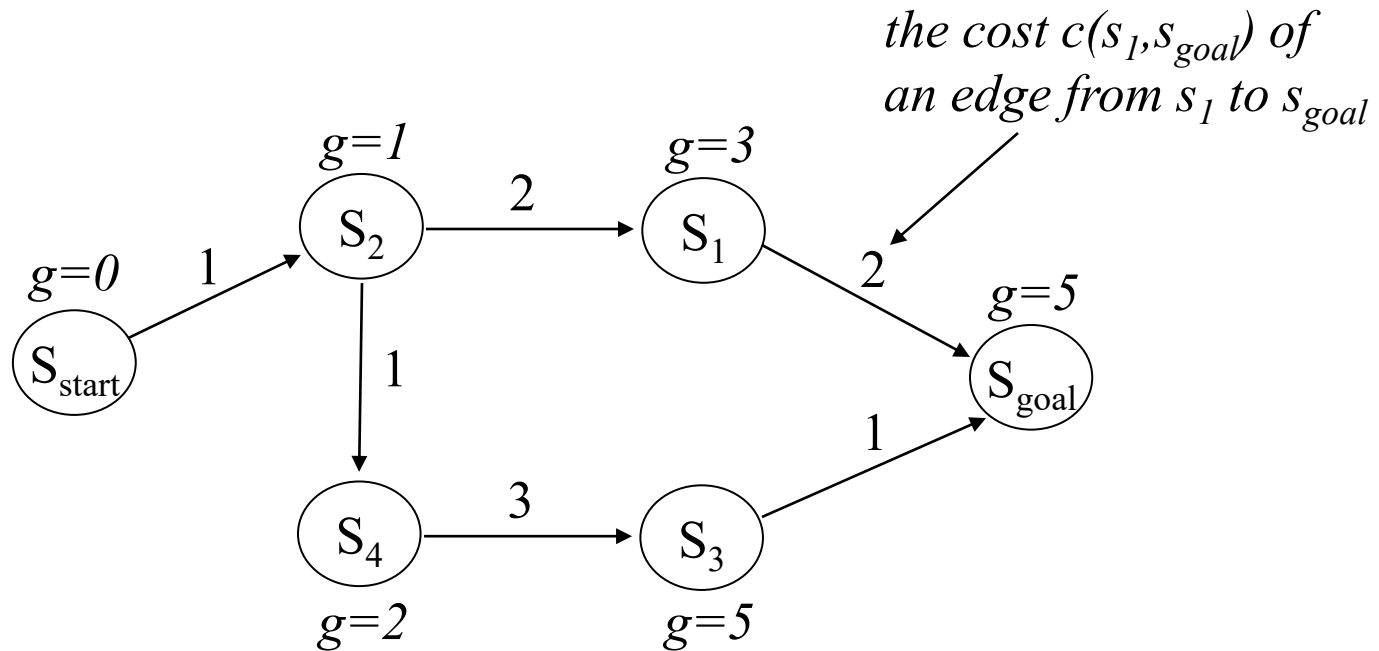 the cost c(s1,sgoal) of
an edge from s1 to sgoal
g=1
g=3
2
S2
S1
1
2
g=0
g=5
Sstart
1
Sgoal
1
3
S4
S3
g=2
g=5